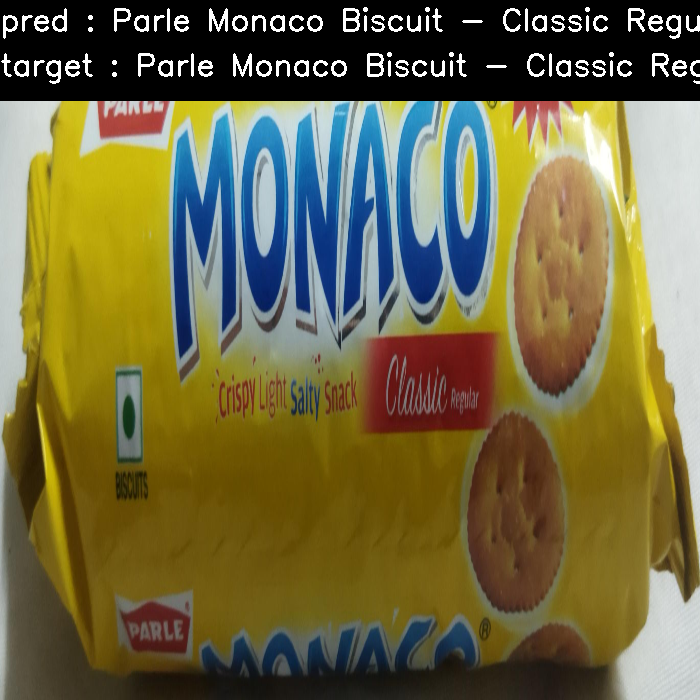 pred : Parle Monaco Biscuit – Classic Regu
target : Parle Monaco Biscuit – Classic Reg
PARLE
MONACO
Crispy Light Salty Snack
Classic Regular
BISCUITS
PARLE
MONACO